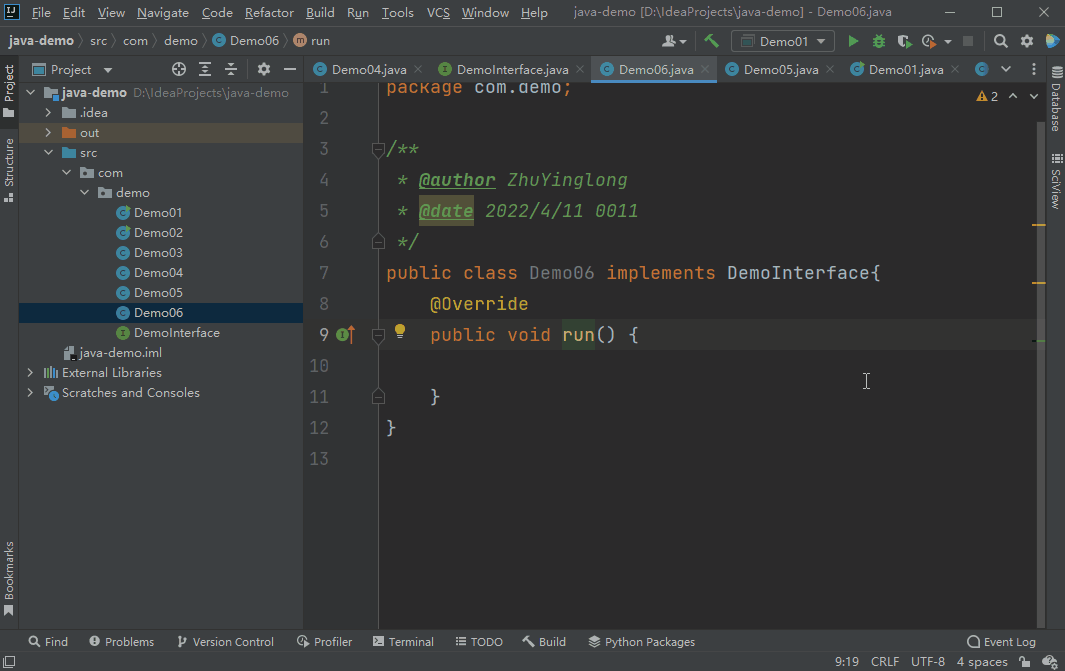 File Edit View Navigate Code Refactor Build Run Tools VCS Window Help java-demo [D:\IdeaProjects\java-demo] - Demo06.java
java-demo src com demo Demo06 run Demo01
Project
Demo04.java DemoInterface.java Demo06.java Demo05.java Demo01.java
Project
Structure
Bookmarks
java-demo D:\IdeaProjects\java-demo
.idea
out
src
com
demo
Demo01
Demo02
Demo03
Demo04
Demo05
Demo06
DemoInterface
java-demo.iml
External Libraries
Scratches and Consoles
1 package com.demo;
2
3 /**
4 * @author ZhuYinglong
5 * @date 2022/4/11 0011
6 */
7 public class Demo06 implements DemoInterface{
8 @Override
9 public void run() {
10
11 }
12 }
13
2
Database
SciView
Find Problems Version Control Profiler Terminal TODO Build Python Packages Event Log
9:19 CRLF UTF-8 4 spaces